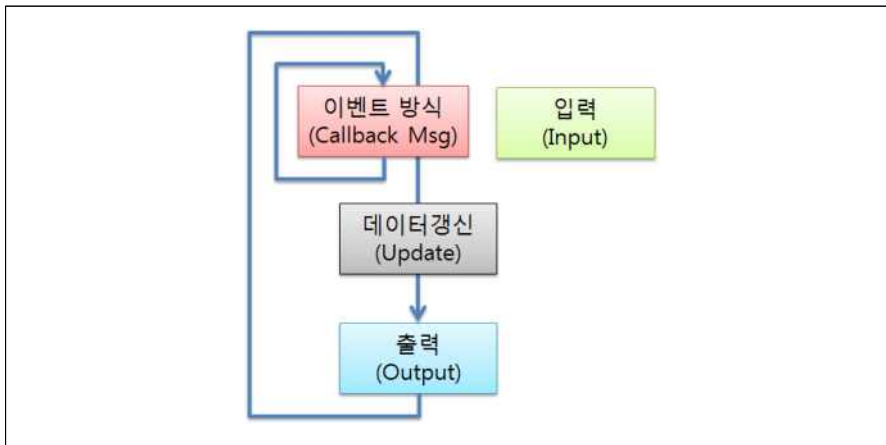 이벤트 방식
(Callback Msg)
입력
(Input)
데이터갱신
(Update)
출력
(Output)